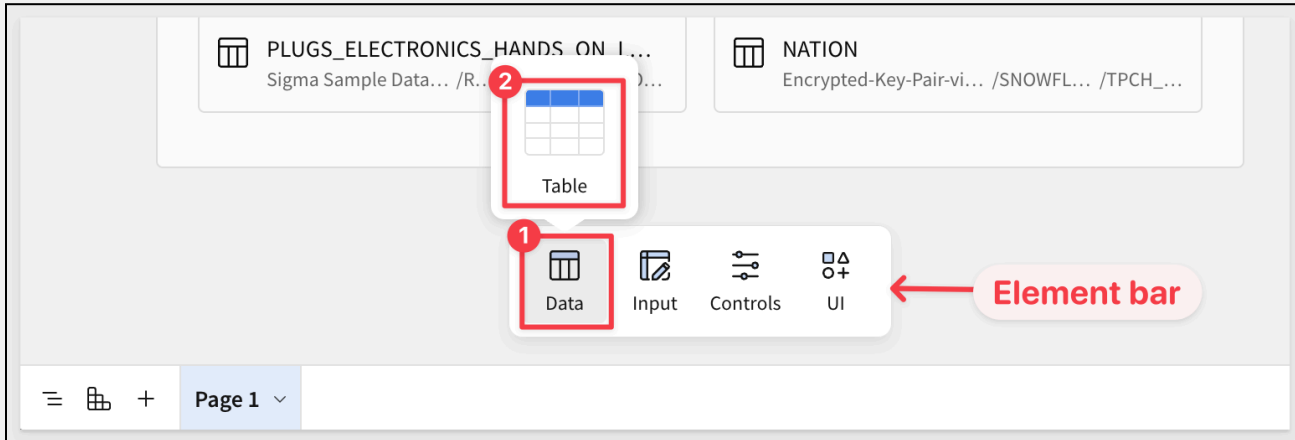 PLUGS_ELECTRONICS_HANDS_ON_L...
Sigma Sample Data... /R...
NATION
Encrypted-Key-Pair-vi... /SNOWFL... /TPCH_...
2
Table
1
Data
Input
Controls
UI
Element bar
Page 1